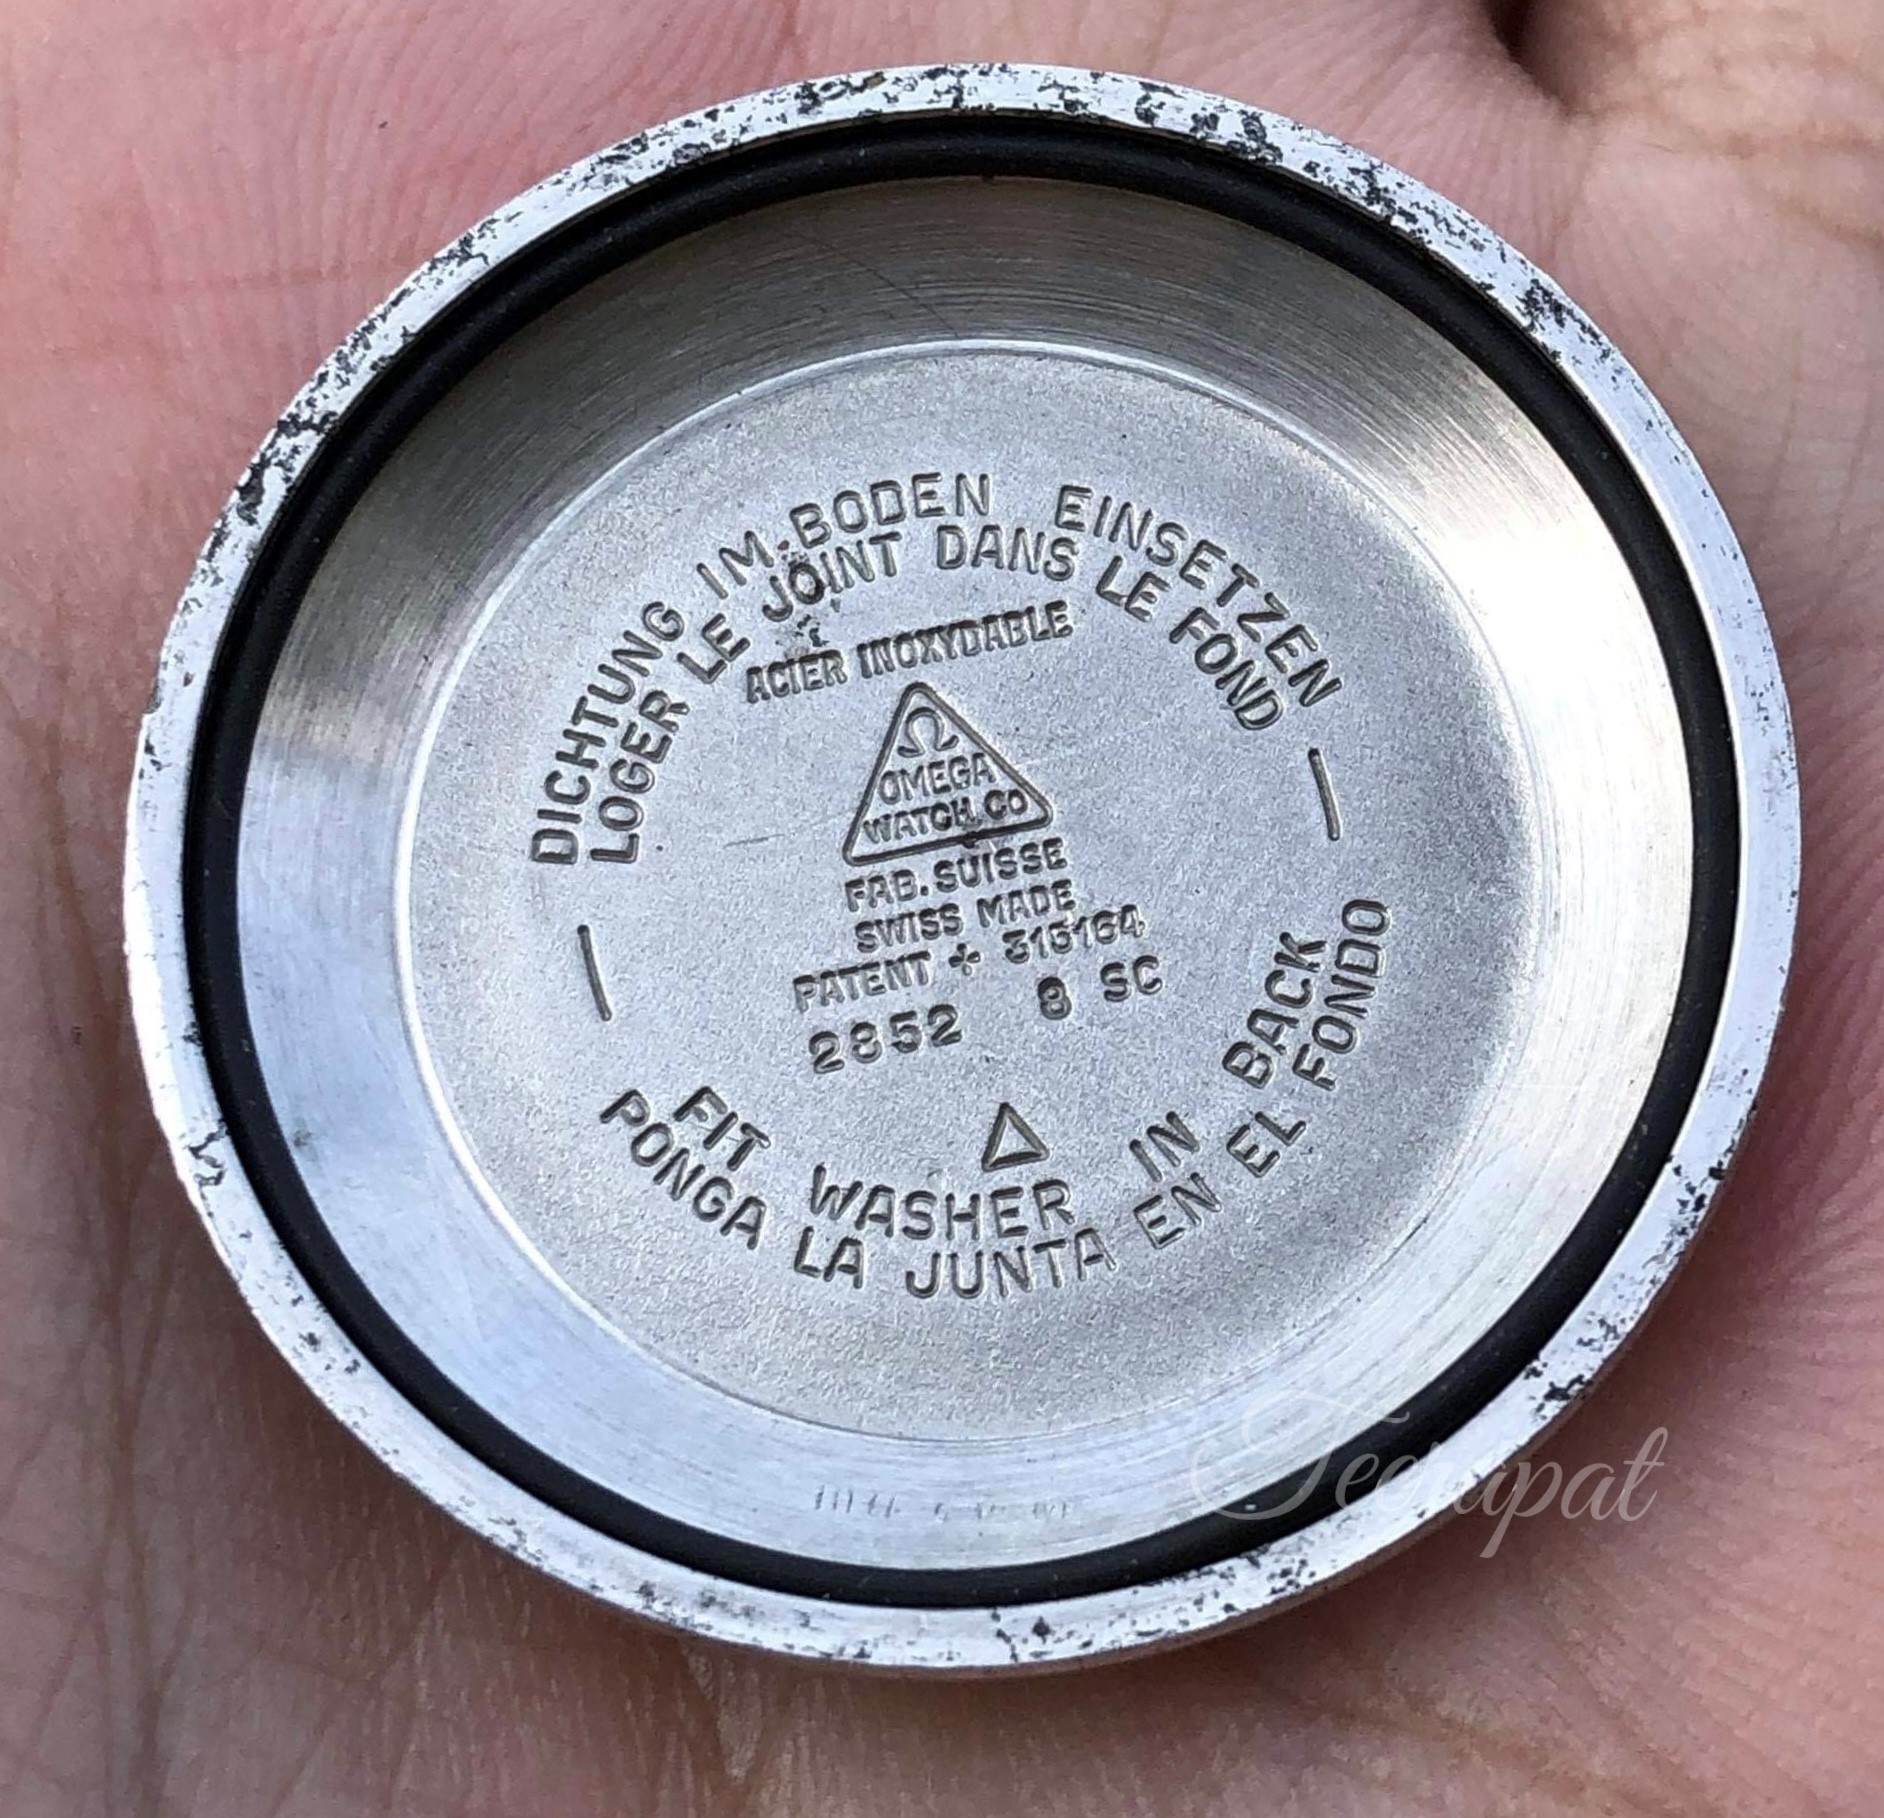 DICHTUNG IM BODEN EINSETZEN
LOGER LE JOINT DANS LE FOND
ACIER INOXYDABLE
Ω
OMEGA
WATCH. Co
FAB. SUISSE
SWISS MADE
PATENT + 315164
2852 8 SC
FIT WASHER IN BACK
PONGA LA JUNTA EN EL FONDO